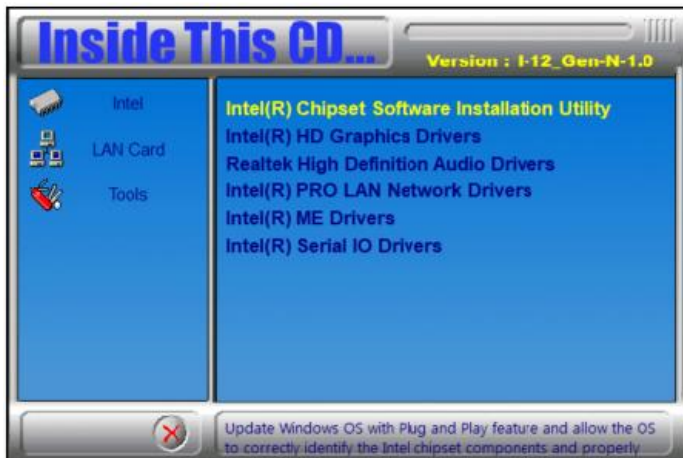 Inside This CD...
Version : I-12_Gen-N-1.0
Intel
LAN Card
Tools
Intel(R) Chipset Software Installation Utility
Intel(R) HD Graphics Drivers
Realtek High Definition Audio Drivers
Intel(R) PRO LAN Network Drivers
Intel(R) ME Drivers
Intel(R) Serial IO Drivers
Update Windows OS with Plug and Play feature and allow the OS
to correctly identify the Intel chipset components and properly